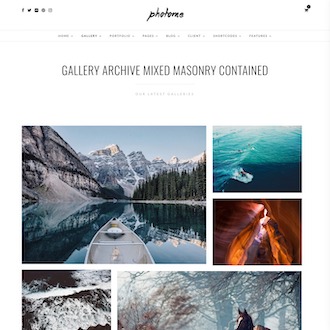 photome
HOME GALLERY PORTFOLIO PAGES BLOG CLIENT SHORTCODES FEATURES
GALLERY ARCHIVE MIXED MASONRY CONTAINED
OUR LATEST GALLERIES